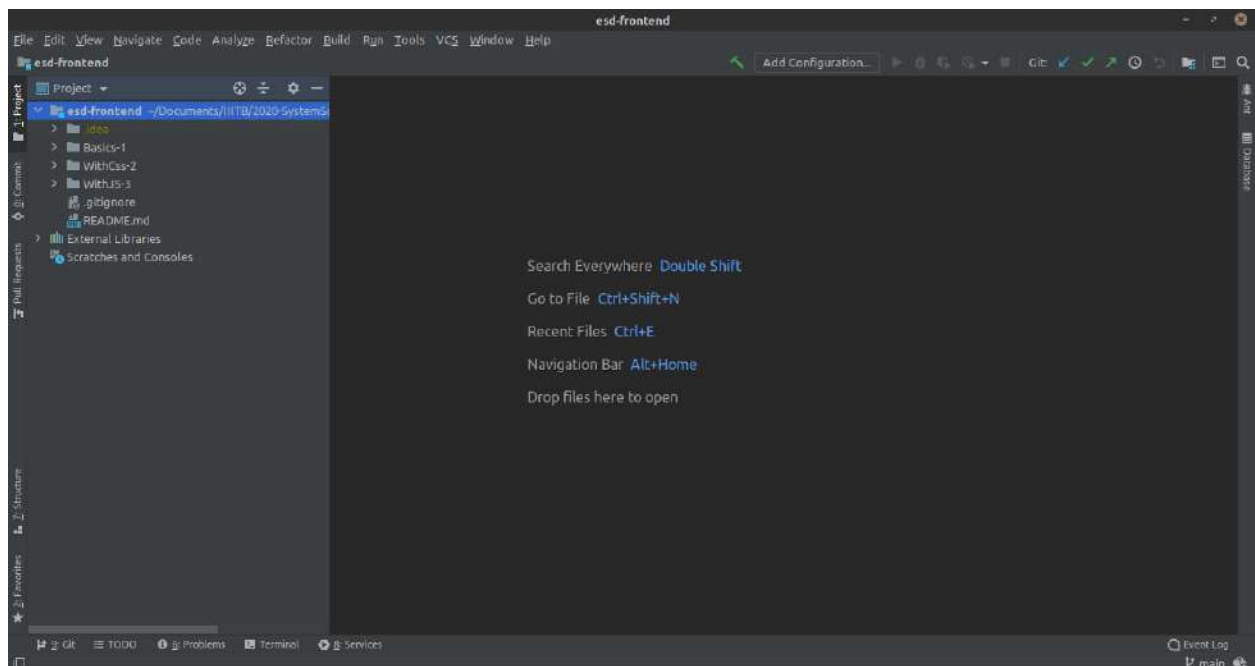 esd-frontend
File Edit View Navigate Code Analyze Refactor Build Run Tools VCS Window Help
esd-frontend
Add Configuration...
Git:
Project
esd-frontend ~/Documents/IIITB/2020-SystemS
.idea
Basics-1
WithCss-2
WithJS-3
.gitignore
README.md
External Libraries
Scratches and Consoles
1: Project
0: Commit
Pull Requests
7: Structure
2: Favorites
Search Everywhere Double Shift
Go to File Ctrl+Shift+N
Recent Files Ctrl+E
Navigation Bar Alt+Home
Drop files here to open
Ant
Database
9: Git TODO 6: Problems Terminal 8: Services Event Log
main